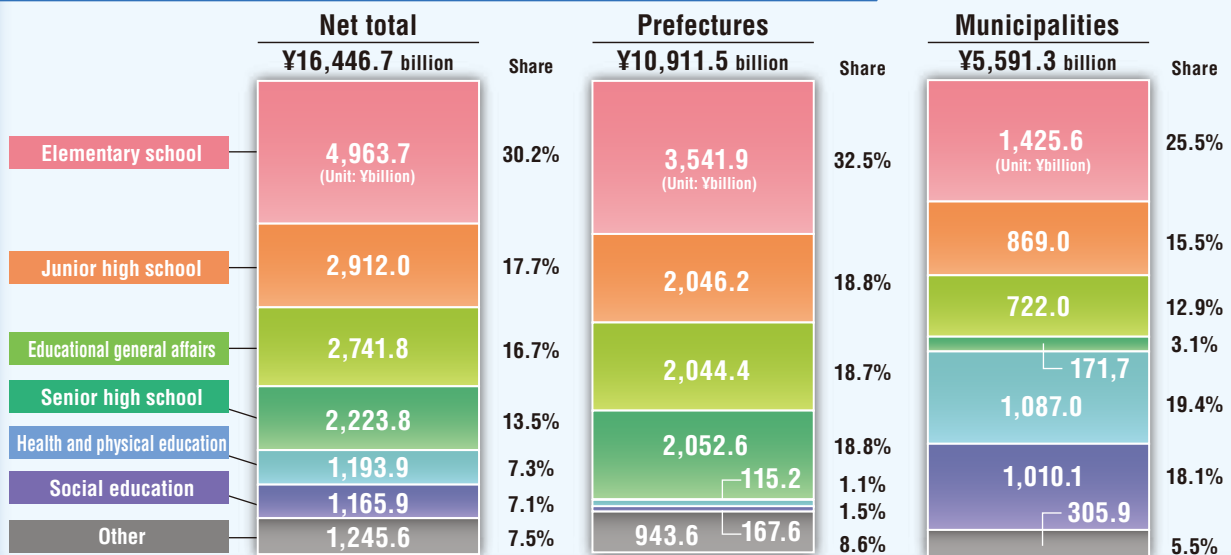 Net total
¥16,446.7 billion
Share
Prefectures
¥10,911.5 billion
Share
Municipalities
¥5,591.3 billion
Share
Elementary school
4,963.7
(Unit: ¥billion)
30.2%
3,541.9
(Unit: ¥billion)
32.5%
1,425.6
(Unit: ¥billion)
25.5%
Junior high school
2,912.0
17.7%
2,046.2
18.8%
869.0
15.5%
Educational general affairs
2,741.8
16.7%
2,044.4
18.7%
722.0
12.9%
Senior high school
2,223.8
13.5%
2,052.6
18.8%
171,7
3.1%
Health and physical education
1,193.9
7.3%
115.2
1.1%
1,087.0
19.4%
Social education
1,165.9
7.1%
167.6
1.5%
1,010.1
18.1%
Other
1,245.6
7.5%
943.6
8.6%
305.9
5.5%